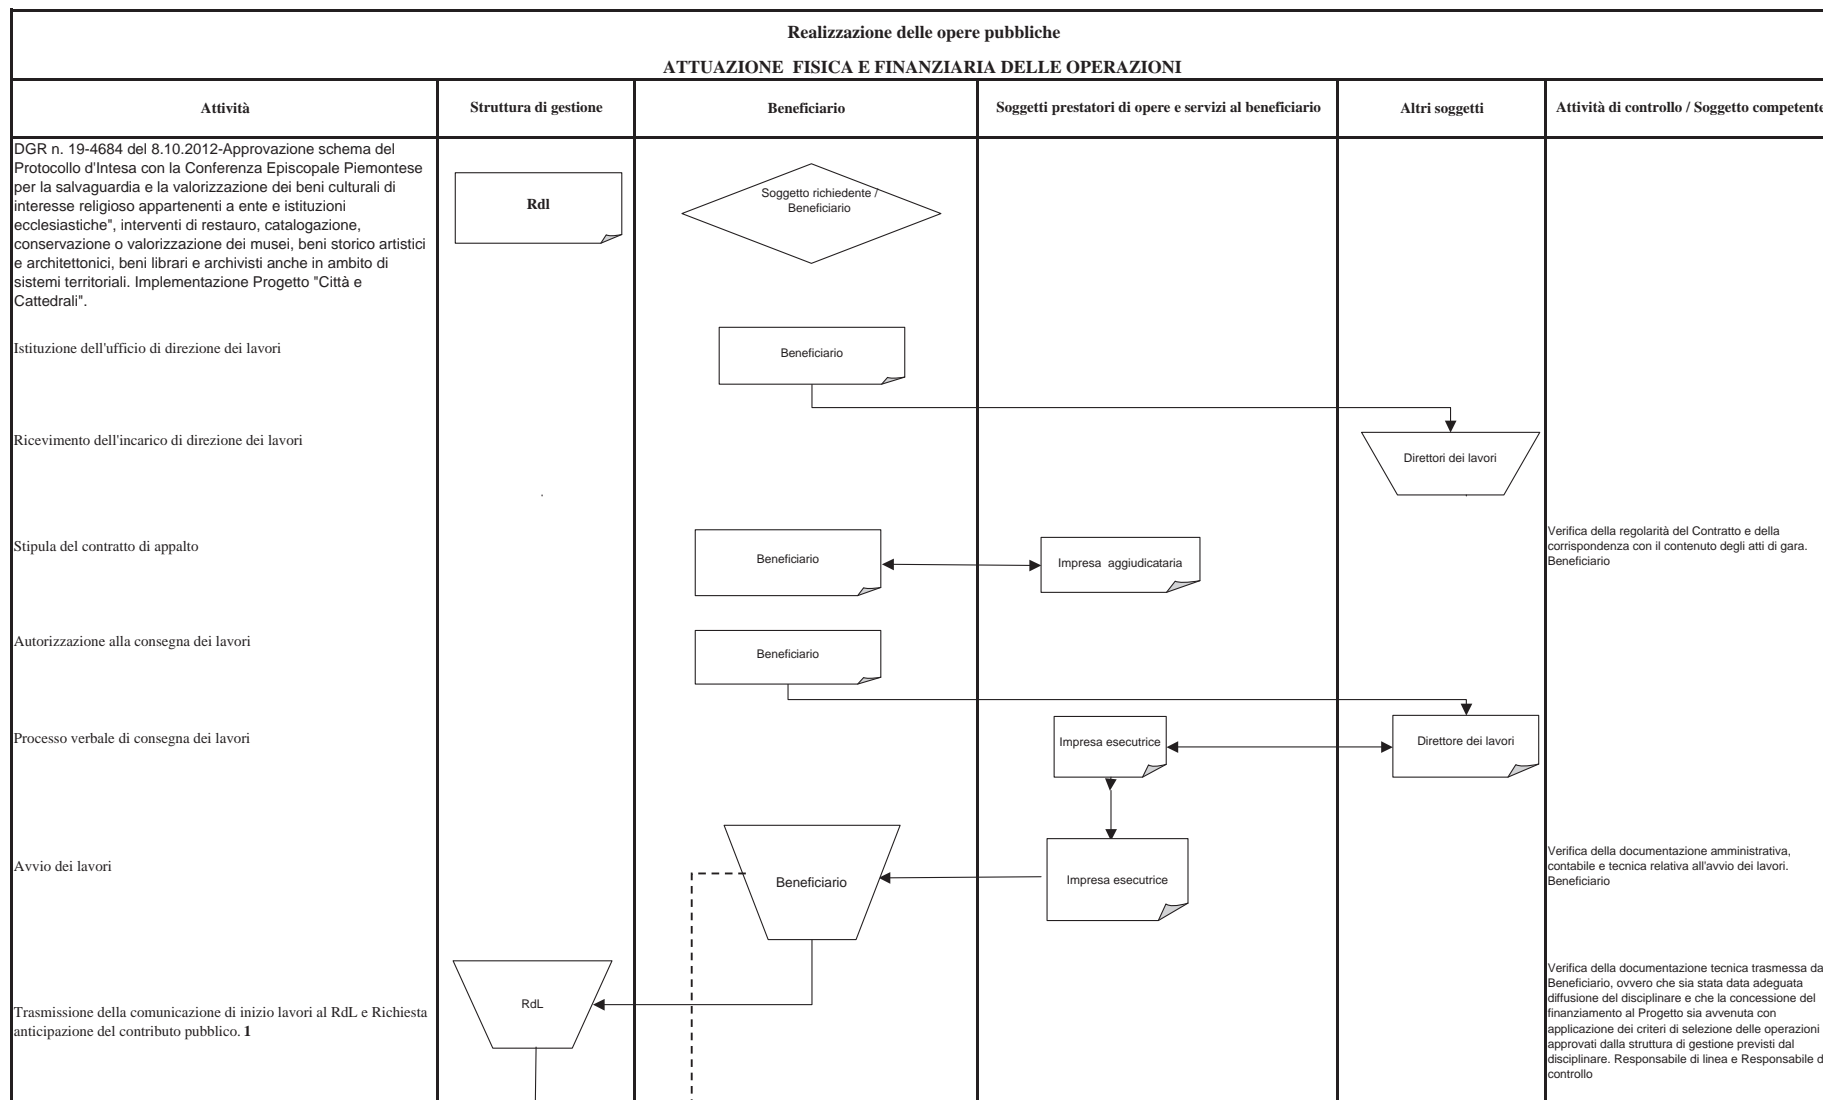 Realizzazione delle opere pubbliche
ATTUAZIONE FISICA E FINANZIARIA DELLE OPERAZIONI
Attività
Struttura di gestione
Beneficiario
Soggetti prestatori di opere e servizi al beneficiario
Altri soggetti
Attività di controllo / Soggetto competente
DGR n. 19-4684 del 8.10.2012-Approvazione schema del
Protocollo d'Intesa con la Conferenza Episcopale Piemontese
per la salvaguardia e la valorizzazione dei beni culturali di
interesse religioso appartenenti a ente e istituzioni
ecclesiastiche", interventi di restauro, catalogazione,
conservazione o valorizzazione dei musei, beni storico artistici
e architettonici, beni librari e archivisti anche in ambito di
sistemi territoriali. Implementazione Progetto "Città e
Cattedrali".
Rdl
Soggetto richiedente /
Beneficiario
Istituzione dell'ufficio di direzione dei lavori
Beneficiario
Ricevimento dell'incarico di direzione dei lavori
Direttori dei lavori
Stipula del contratto di appalto
Beneficiario
Impresa aggiudicataria
Verifica della regolarità del Contratto e della
corrispondenza con il contenuto degli atti di gara.
Beneficiario
Autorizzazione alla consegna dei lavori
Beneficiario
Processo verbale di consegna dei lavori
Impresa esecutrice
Direttore dei lavori
Avvio dei lavori
Beneficiario
Impresa esecutrice
Verifica della documentazione amministrativa,
contabile e tecnica relativa all'avvio dei lavori.
Beneficiario
Trasmissione della comunicazione di inizio lavori al RdL e Richiesta
anticipazione del contributo pubblico. 1
RdL
Verifica della documentazione tecnica trasmessa da
Beneficiario, ovvero che sia stata data adeguata
diffusione del disciplinare e che la concessione del
finanziamento al Progetto sia avvenuta con
applicazione dei criteri di selezione delle operazioni
approvati dalla struttura di gestione previsti dal
disciplinare. Responsabile di linea e Responsabile d
controllo